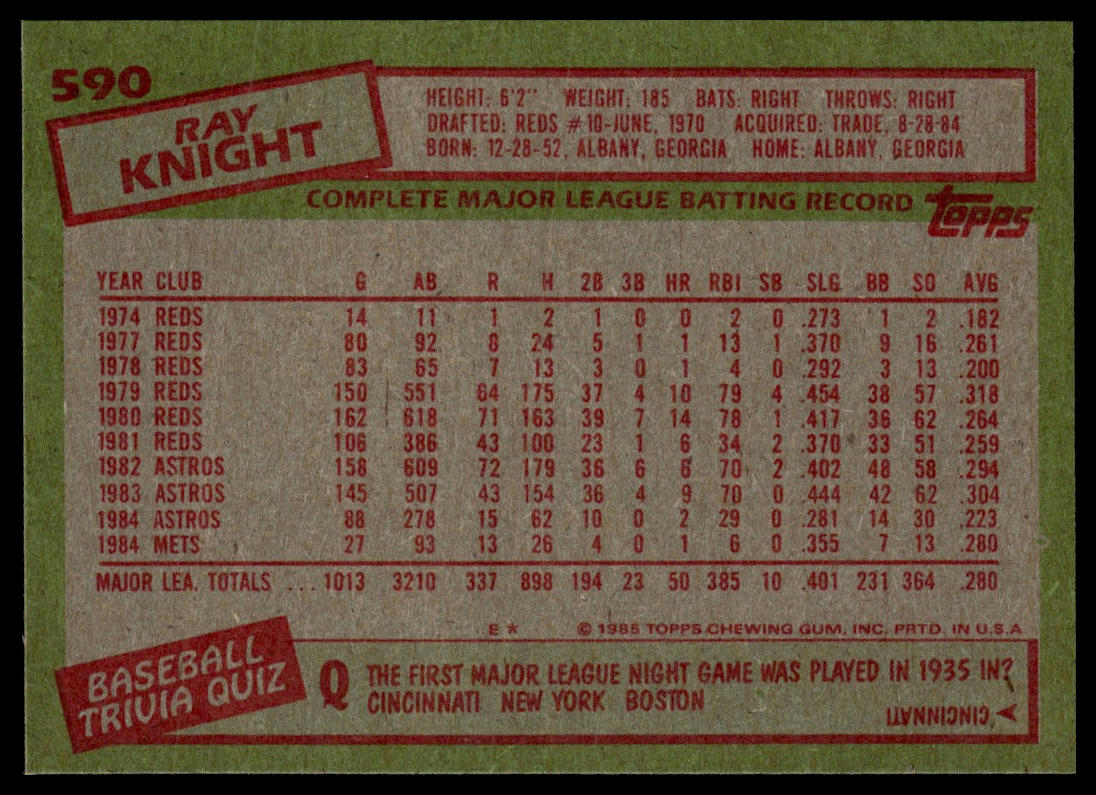 590
RAY
KNIGHT
HEIGHT: 6'2" WEIGHT: 185 BATS: RIGHT THROWS: RIGHT
DRAFTED: REDS #10-JUNE, 1970 ACQUIRED: TRADE, 8-28-84
BORN: 12-28-52, ALBANY, GEORGIA HOME: ALBANY, GEORGIA
COMPLETE MAJOR LEAGUE BATTING RECORD topps
YEAR CLUB G AB R H 2B 3B HR RBI SB SLG BB SO AVG
1974 REDS 14 11 1 2 1 0 0 2 0 .273 1 2 .182
1977 REDS 80 92 8 24 5 1 1 13 1 .370 9 16 .261
1978 REDS 83 65 7 13 3 0 1 4 0 .292 3 13 .200
1979 REDS 150 551 64 175 37 4 10 79 4 .454 38 57 .318
1980 REDS 162 618 71 163 39 7 14 78 1 .417 36 62 .264
1981 REDS 106 386 43 100 23 1 6 34 2 .370 33 51 .259
1982 ASTROS 158 609 72 179 36 6 6 70 2 .402 48 58 .294
1983 ASTROS 145 507 43 154 36 4 9 70 0 .444 42 62 .304
1984 ASTROS 88 278 15 62 10 0 2 29 0 .281 14 30 .223
1984 METS 27 93 13 26 4 0 1 6 0 .355 7 13 .280
MAJOR LEA. TOTALS ... 1013 3210 337 898 194 23 50 385 10 .401 231 364 .280
E * © 1985 TOPPS CHEWING GUM, INC. PRTD. IN U.S.A
BASEBALL
TRIVIA QUIZ
Q THE FIRST MAJOR LEAGUE NIGHT GAME WAS PLAYED IN 1935 IN?
CINCINNATI NEW YORK BOSTON
A CINCINNATI.